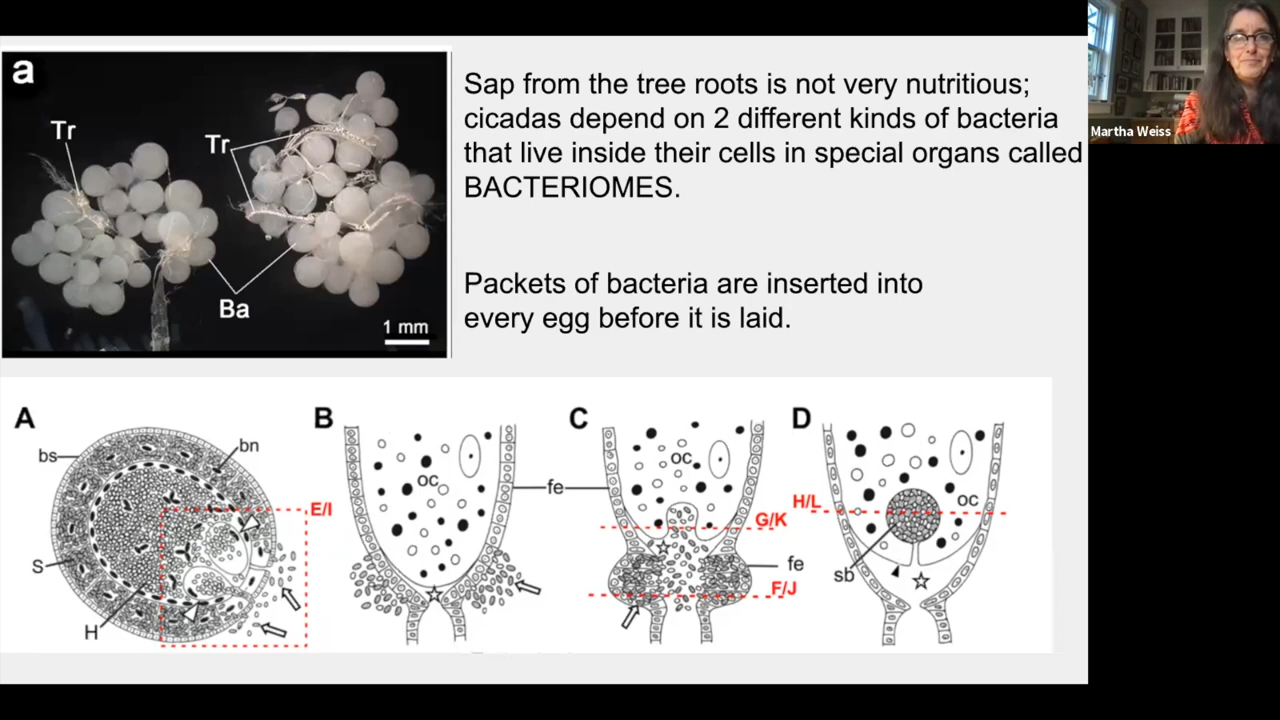 a
Tr
Tr
Ba
1 mm
Sap from the tree roots is not very nutritious;
cicadas depend on 2 different kinds of bacteria
that live inside their cells in special organs called
BACTERIOMES.
Packets of bacteria are inserted into
every egg before it is laid.
Martha Weiss
A
bs
bn
E/I
S
H
B
oc
fe
C
oc
G/K
fe
F/J
D
H/L
oc
sb